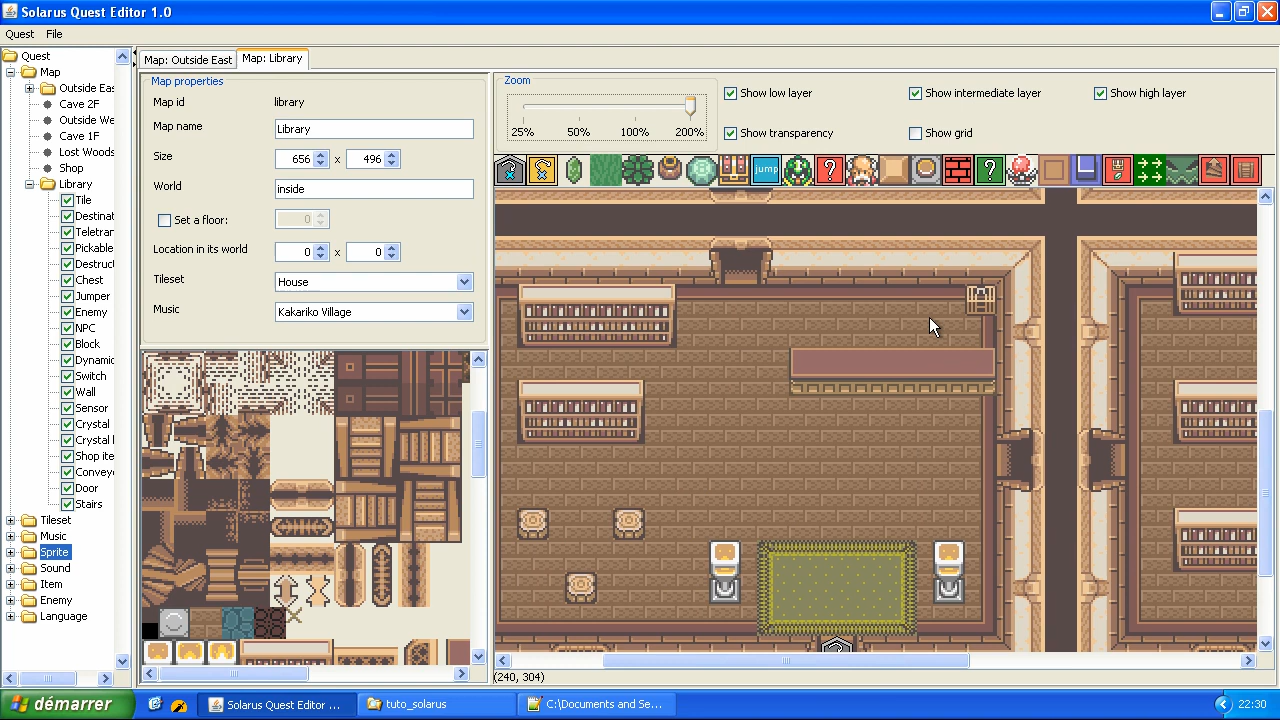 Solarus Quest Editor 1.0
Quest File
Quest
Map
Outside Eas
Cave 2F
Outside We
Cave 1F
Lost Woods
Shop
Library
Tile
Destinat
Teletran
Pickable
Destruc
Chest
Jumper
Enemy
NPC
Block
Dynamic
Switch
Wall
Sensor
Crystal
Crystal
Shop ite
Conveye
Door
Stairs
Tileset
Music
Sprite
Sound
Item
Enemy
Language
Map: Outside East Map: Library
Map properties
Map id library
Map name Library
Size 656 x 496
World inside
Set a floor: 0
Location in its world 0 x 0
Tileset House
Music Kakariko Village
Zoom
25% 50% 100% 200%
Show low layer Show intermediate layer Show high layer
Show transparency Show grid
jump ? ?
(240, 304)
démarrer Solarus Quest Editor ... tuto_solarus C:\Documents and Se... 22:30